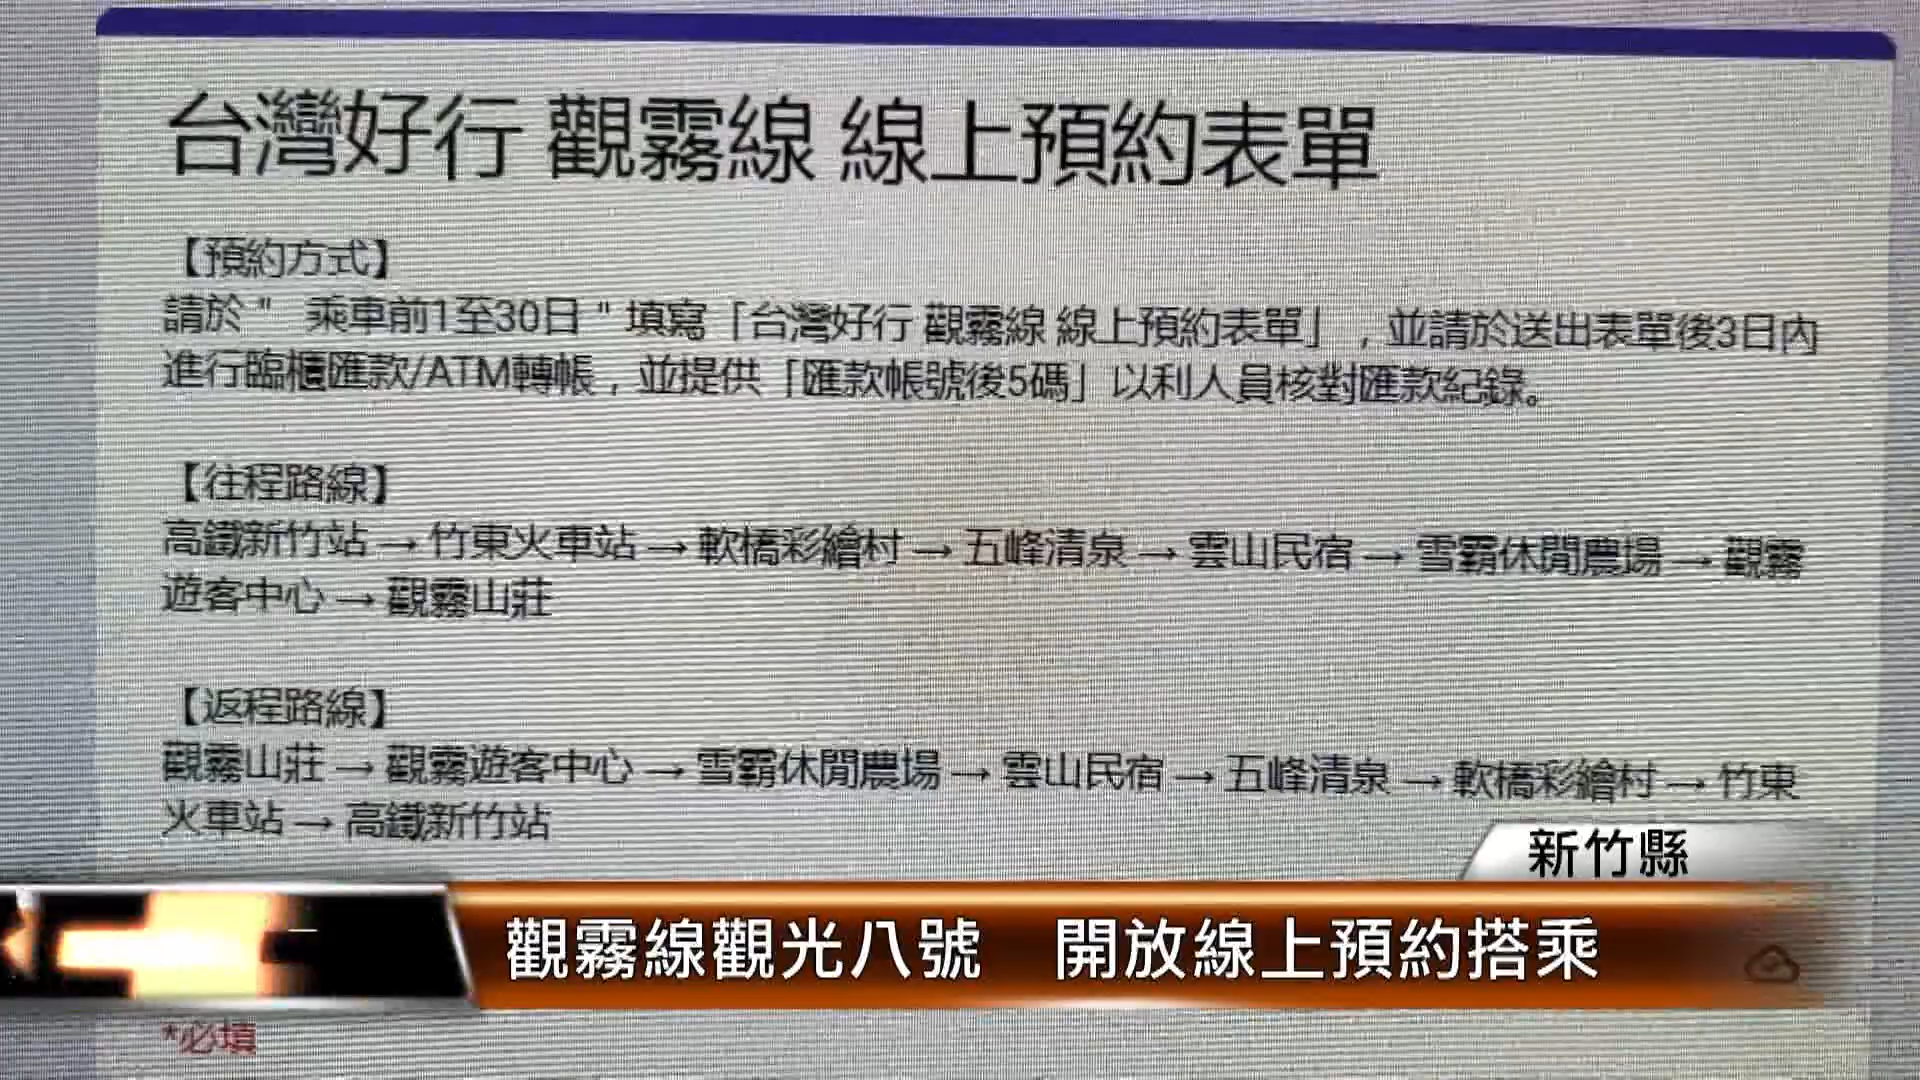 台灣好行 觀霧線 線上預約表單
【預約方式】
請於" 乘車前1至30日"填寫「台灣好行 觀霧線 線上預約表單」，並請於送出表單後3日內
進行臨櫃匯款/ATM轉帳，並提供「匯款帳號後5碼」以利人員核對匯款紀錄。
【往程路線】
高鐵新竹站→竹東火車站→軟橋彩繪村→五峰清泉→雲山民宿→雪霸休閒農場→觀霧
遊客中心→觀霧山莊
【返程路線】
觀霧山莊→觀霧遊客中心→雪霸休閒農場→雲山民宿→五峰清泉→軟橋彩繪村→竹東
火車站→高鐵新竹站
新竹縣
觀霧線觀光八號 開放線上預約搭乘
*必填